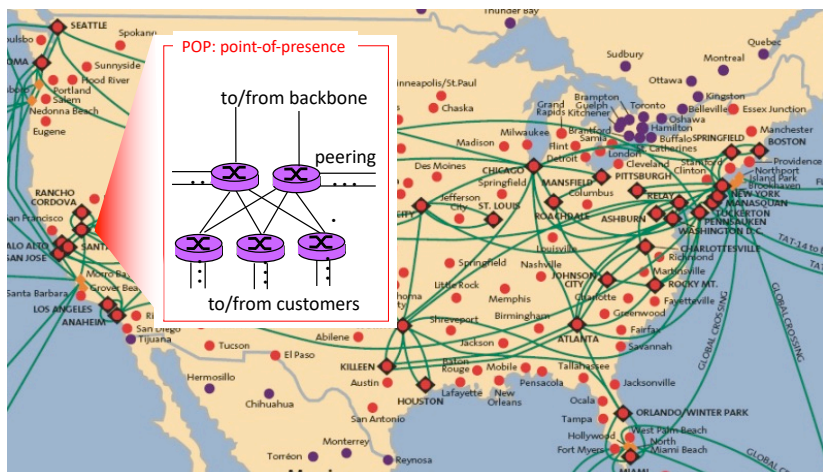 Thunder Bay
Quebec
SEATTLE
Spokane
Montreal
Sudbury
Sunnyside
Ottawa
Hood River
Portland
Salem
Kingston
Nedonna Beach
Eugene
POP: point-of-presence
to/from backbone
peering
to/from customers
Minneapolis/St. Paul
Chaska
Grand
Rapids
Brampton
Guelph
Kitchener
Toronto
Belleville
Essex Junction
Oshawa
Hamilton
Brantford
Sarnia
Buffalo
St. Catherines
SPRINGFIELD
Manchester
BOSTON
Milwaukee
Madison
Flint
Detroit
London
Cleveland
Stamford
Clinton
Providence
Northport
Island Park
Brookhaven
CHICAGO
Springfield
MANSFIELD
Columbus
PITTSBURGH
NEW YORK
MANASQUAN
TUCKERTON
PENNSAUKEN
WASHINGTON D.C.
RELAY
ASHBURN
Des Moines
Jefferson
City
CITY
ST. LOUIS
ROACHDALE
CHARLOTTESVILLE
RANCHO
CORDOVA
San Francisco
ALO ALTO
SAN JOSE
SANTA
Morro Bay
Grover Bea
Santa Barbara
LOS ANGELES
ANAHEIM
San Diego
Tijuana
Louisville
Richmond
Springfield
Nashville
JOHNSON
CITY
Martinsville
ROCKY MT.
Little Rock
Memphis
Charlotte
Fayetteville
Greenwood
Birmingham
Fairfax
Shreveport
Jackson
ATLANTA
Savannah
Abilene
Tucson
El Paso
KILLEEN
Austin
HOUSTON
San Antonio
Baton
Rouge
Lafayette
Mobile
New
Orleans
Pensacola
Tallahassee
Jacksonville
Ocala
Tampa
ORLANDO/WINTER PARK
West Palm Beach
Hollywood
North
Fort Myers
Miami Beach
MIAMI
Hermosillo
Chihuahua
Monterrey
Torreón
Reynosa
TAT-14 to
GLOBAL CROSSING
GLOBAL CROSSING